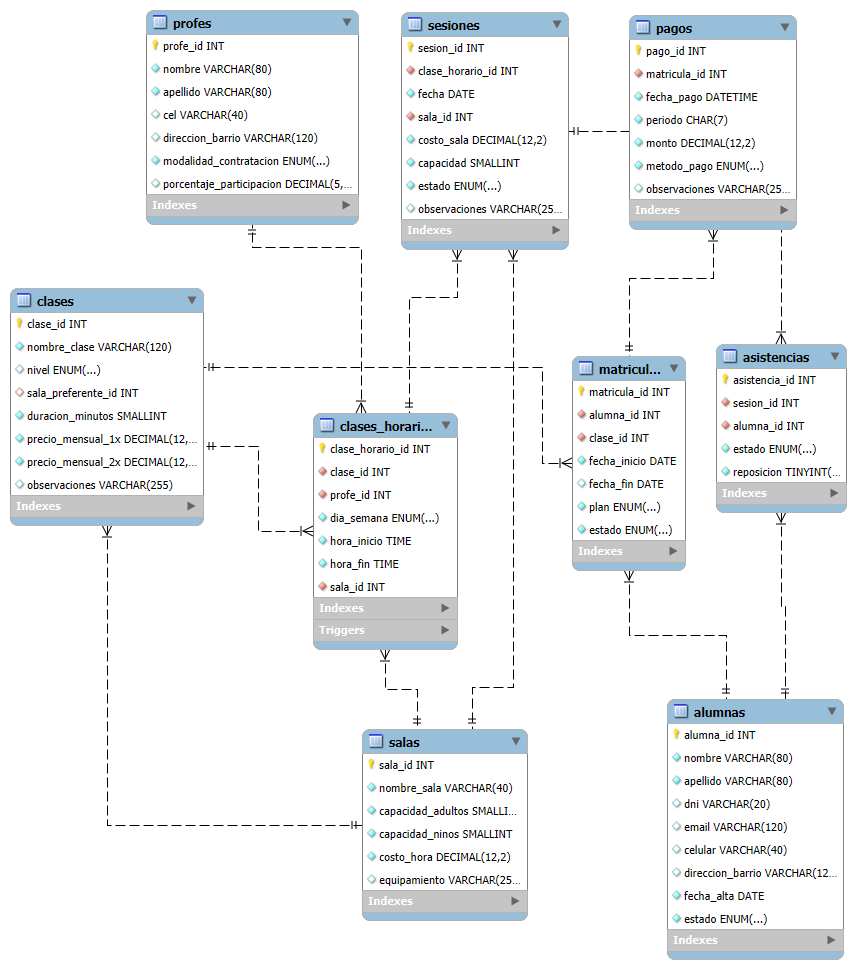 profes
profe_id INT
nombre VARCHAR(80)
apellido VARCHAR(80)
cel VARCHAR(40)
direccion_barrio VARCHAR(120)
modalidad_contratacion ENUM(...)
porcentaje_participacion DECIMAL(5,...
Indexes
sesiones
sesion_id INT
clase_horario_id INT
fecha DATE
sala_id INT
costo_sala DECIMAL(12,2)
capacidad SMALLINT
estado ENUM(...)
observaciones VARCHAR(25...
Indexes
pagos
pago_id INT
matricula_id INT
fecha_pago DATETIME
periodo CHAR(7)
monto DECIMAL(12,2)
metodo_pago ENUM(...)
observaciones VARCHAR(25...
Indexes
clases
clase_id INT
nombre_clase VARCHAR(120)
nivel ENUM(...)
sala_preferente_id INT
duracion_minutos SMALLINT
precio_mensual_1x DECIMAL(12,...
precio_mensual_2x DECIMAL(12,...
observaciones VARCHAR(255)
Indexes
clases_horari...
clase_horario_id INT
clase_id INT
profe_id INT
dia_semana ENUM(...)
hora_inicio TIME
hora_fin TIME
sala_id INT
Indexes
Triggers
matricul...
matricula_id INT
alumna_id INT
clase_id INT
fecha_inicio DATE
fecha_fin DATE
plan ENUM(...)
estado ENUM(...)
Indexes
asistencias
asistencia_id INT
sesion_id INT
alumna_id INT
estado ENUM(...)
reposicion TINYINT(...
Indexes
salas
sala_id INT
nombre_sala VARCHAR(40)
capacidad_adultos SMALLI...
capacidad_ninos SMALLINT
costo_hora DECIMAL(12,2)
equipamiento VARCHAR(25...
Indexes
alumnas
alumna_id INT
nombre VARCHAR(80)
apellido VARCHAR(80)
dni VARCHAR(20)
email VARCHAR(120)
celular VARCHAR(40)
direccion_barrio VARCHAR(12...
fecha_alta DATE
estado ENUM(...)
Indexes